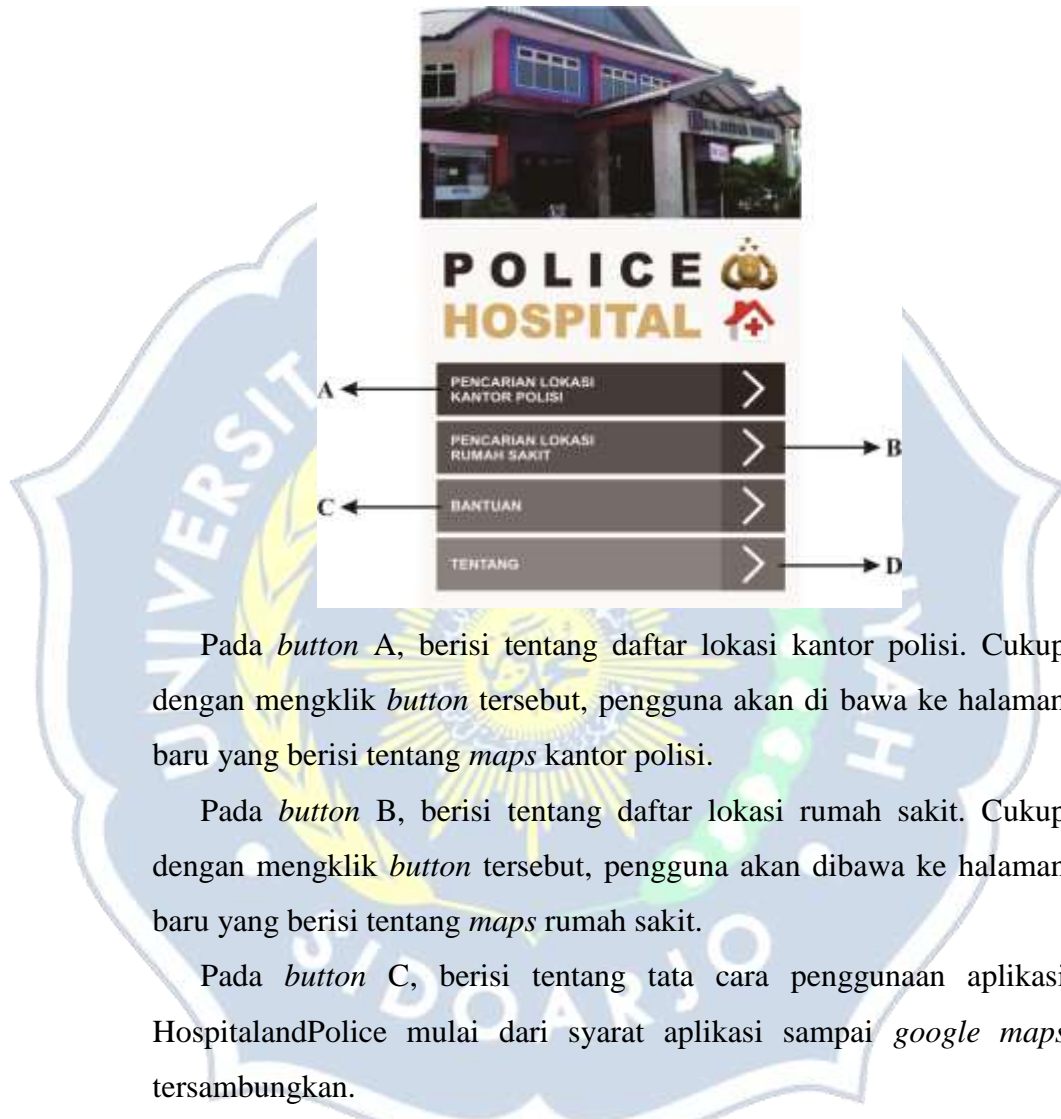 POLICE
HOSPITAL
A
PENCARIAN LOKASI
KANTOR POLISI
PENCARIAN LOKASI
RUMAH SAKIT
B
C
BANTUAN
TENTANG
D
Pada button A, berisi tentang daftar lokasi kantor polisi. Cukup
dengan mengklik button tersebut, pengguna akan di bawa ke halaman
baru yang berisi tentang maps kantor polisi.
Pada button B, berisi tentang daftar lokasi rumah sakit. Cukup
dengan mengklik button tersebut, pengguna akan dibawa ke halaman
baru yang berisi tentang maps rumah sakit.
Pada button C, berisi tentang tata cara penggunaan aplikasi
HospitalandPolice mulai dari syarat aplikasi sampai google maps
tersambungkan.
SIDOARJO